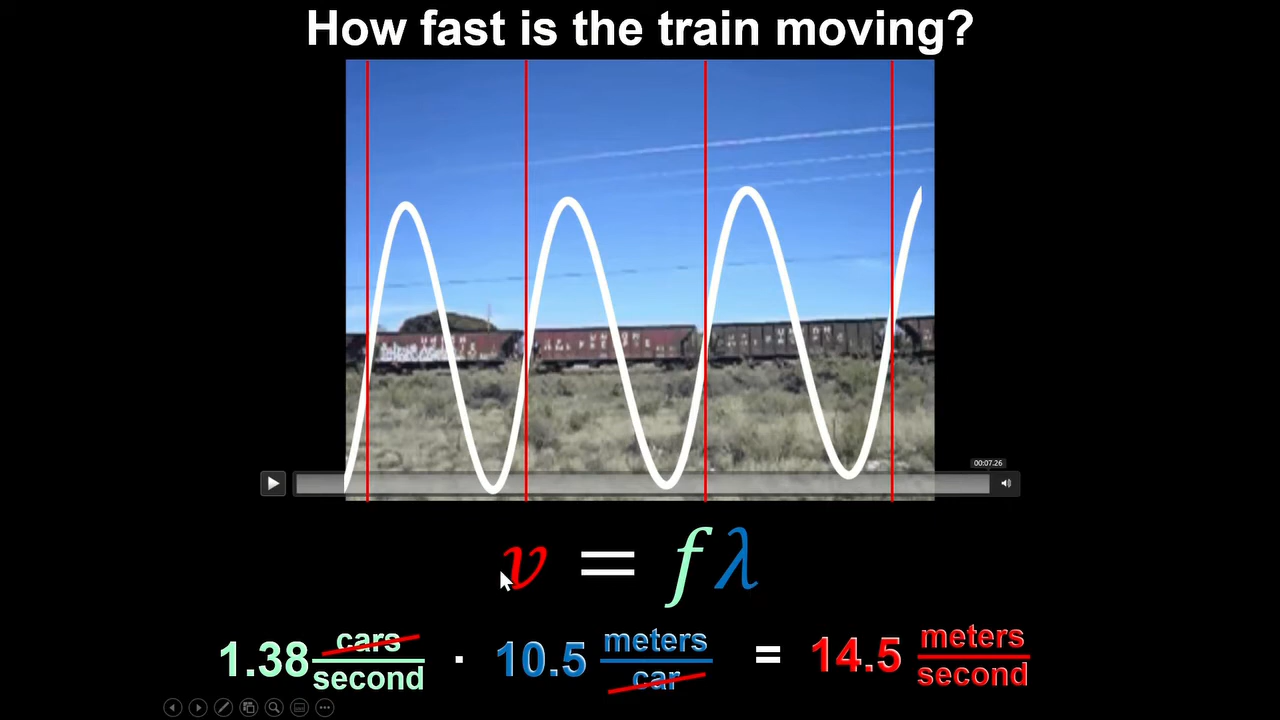 How fast is the train moving?
00:07.26
v = fλ
1.38 cars/second · 10.5 meters/car = 14.5 meters/second